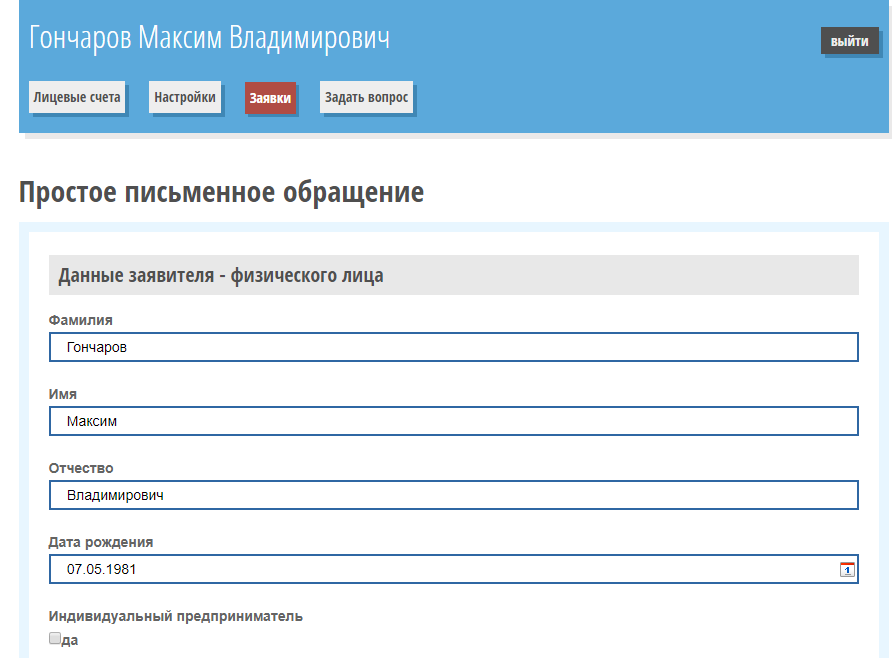 Гончаров Максим Владимирович
выйти
Лицевые счета Настройки Заявки Задать вопрос
Простое письменное обращение
Данные заявителя - физического лица
Фамилия
Гончаров
Имя
Максим
Отчество
Владимирович
Дата рождения
07.05.1981
1
Индивидуальный предприниматель
да